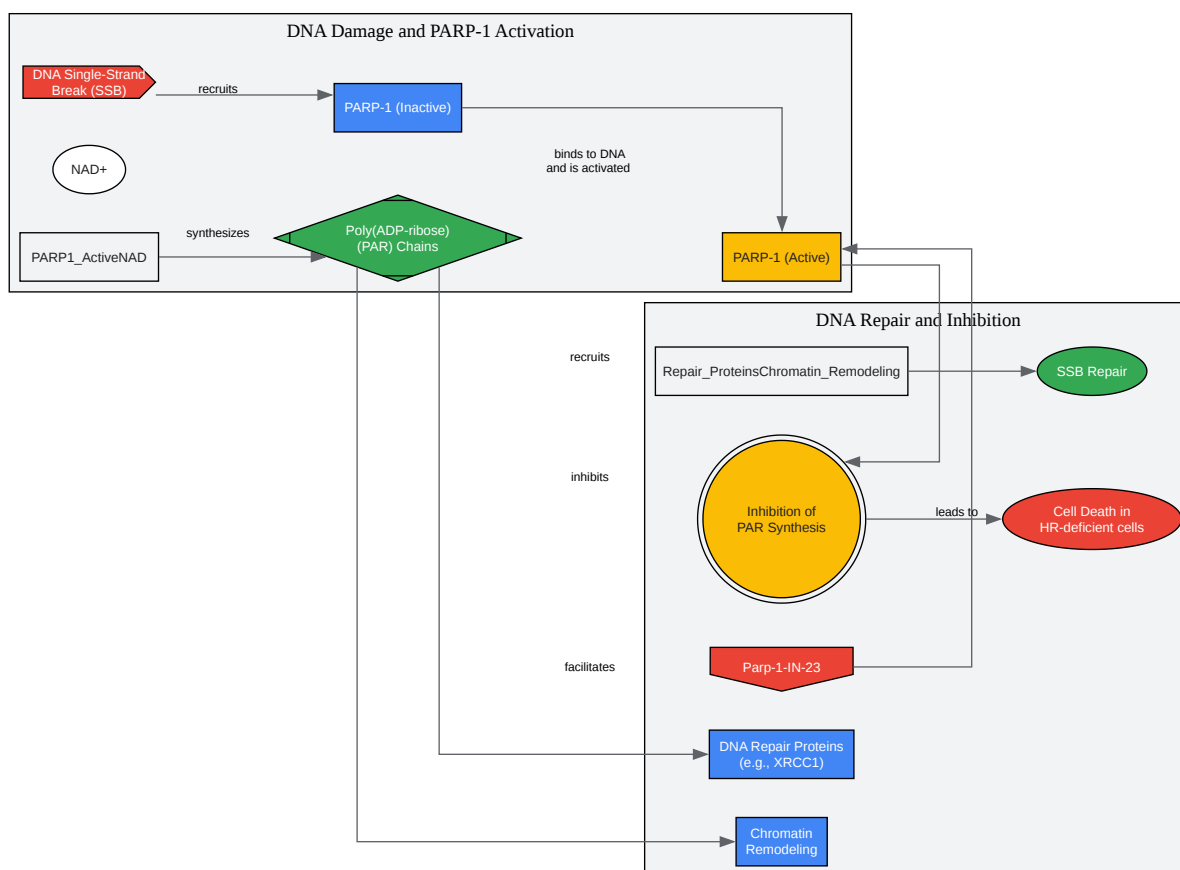 DNA Damage and PARP-1 Activation
DNA Single-Strand
Break (SSB)
recruits
PARP-1 (Inactive)
binds to DNA
and is activated
NAD+
synthesizes
Poly(ADP-ribose)
(PAR) Chains
PARP1_ActiveNAD
PARP-1 (Active)
DNA Repair and Inhibition
recruits
Repair_ProteinsChromatin_Remodeling
SSB Repair
inhibits
Inhibition of
PAR Synthesis
leads to
Cell Death in
HR-deficient cells
facilitates
Parp-1-IN-23
DNA Repair Proteins
(e.g., XRCC1)
Chromatin
Remodeling